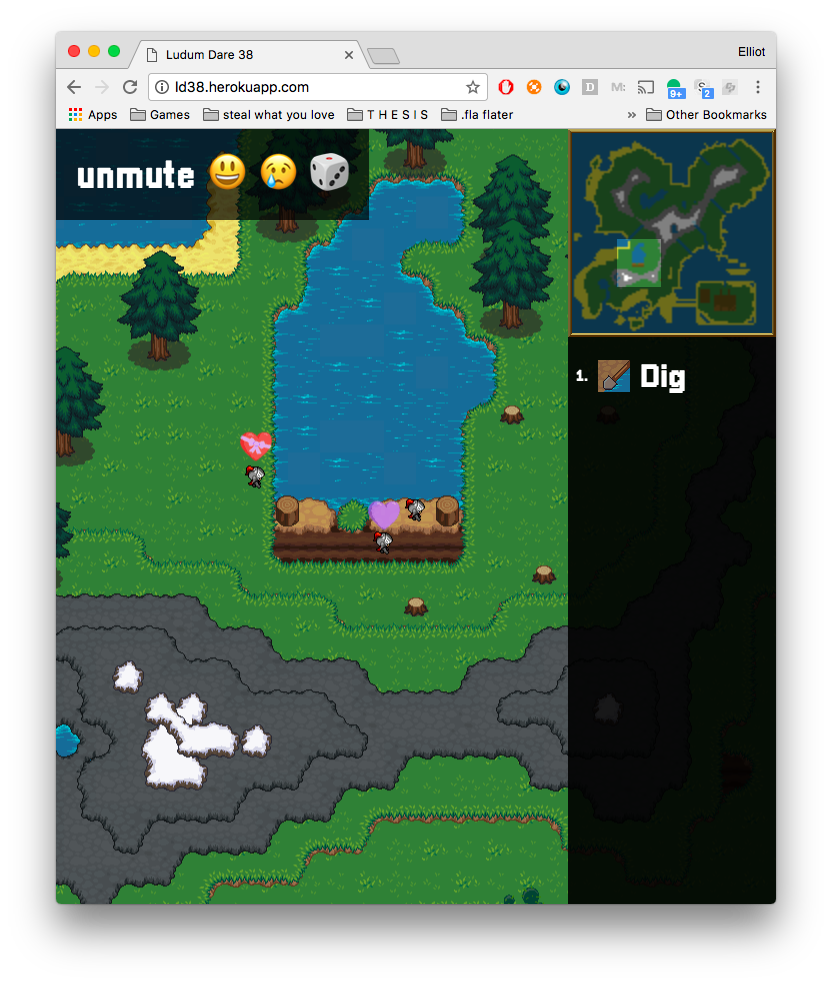 Ludum Dare 38
Elliot
ld38.herokuapp.com
D
M:
9+
2
Apps
Games
steal what you love
T H E S I S
.fla flater
»
Other Bookmarks
unmute 😃 😢 🎲
1. Dig